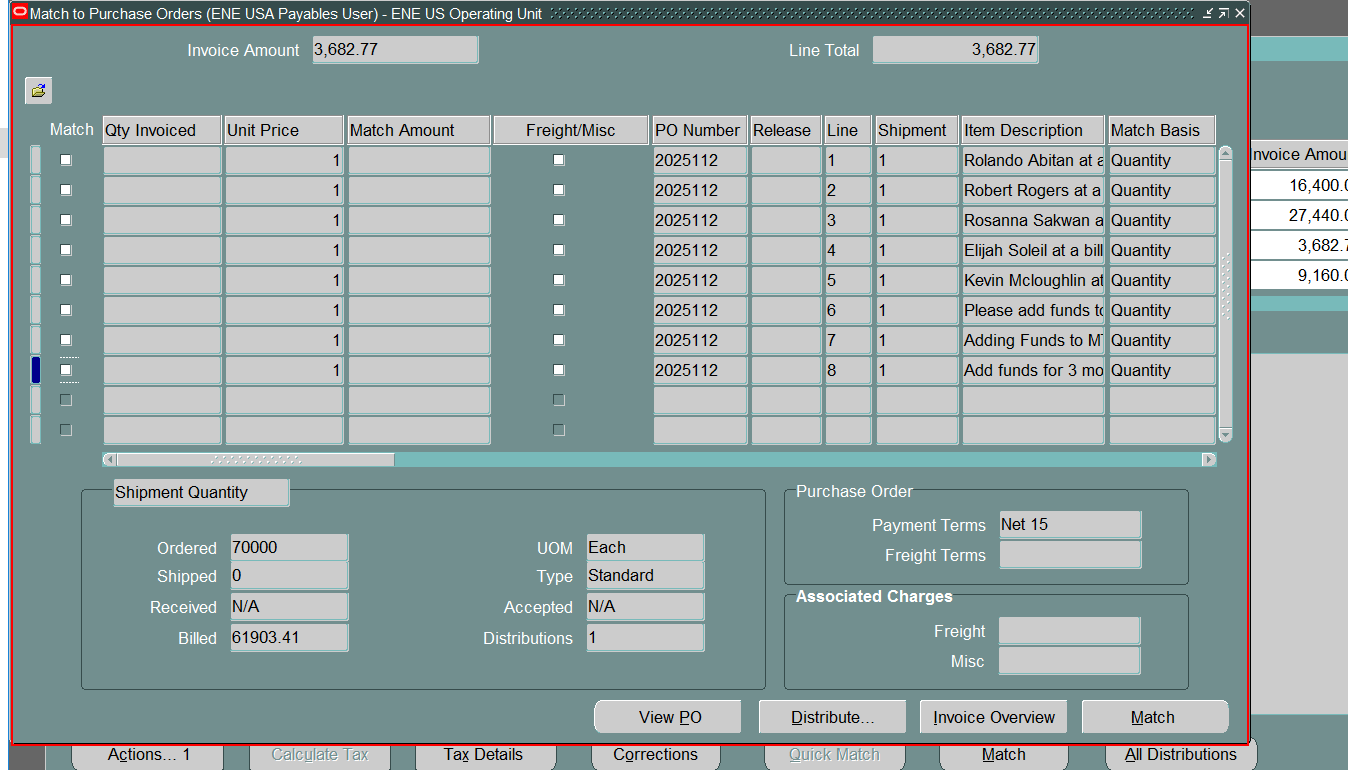 Match to Purchase Orders (ENE USA Payables User) - ENE US Operating Unit
Invoice Amount 3,682.77 Line Total 3,682.77
Match Qty Invoiced Unit Price Match Amount Freight/Misc PO Number Release Line Shipment Item Description Match Basis
1 2025112 1 1 Rolando Abitan at a Quantity
1 2025112 2 1 Robert Rogers at a Quantity
1 2025112 3 1 Rosanna Sakwan a Quantity
1 2025112 4 1 Elijah Soleil at a bill Quantity
1 2025112 5 1 Kevin Mcloughlin at Quantity
1 2025112 6 1 Please add funds to Quantity
1 2025112 7 1 Adding Funds to Quantity
1 2025112 8 1 Add funds for 3 mo Quantity
Invoice Amou
16,400.0
27,440.0
3,682.7
9,160.0
Shipment Quantity
Ordered 70000 UOM Each
Shipped 0 Type Standard
Received N/A Accepted N/A
Billed 61903.41 Distributions 1
Purchase Order
Payment Terms Net 15
Freight Terms
Associated Charges
Freight
Misc
View PO Distribute... Invoice Overview Match
Actions... 1 Calculate Tax Tax Details Corrections Quick Match Match All Distributions